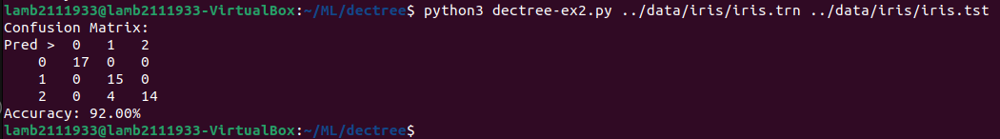 lamb2111933@lamb2111933-VirtualBox:~/ML/dectree$ python3 dectree-ex2.py ../data/iris/iris.trn ../data/iris/iris.tst
Confusion Matrix:
Pred >  0   1   2
    0   17  0   0
    1   0   15  0
    2   0   4   14
Accuracy: 92.00%
lamb2111933@lamb2111933-VirtualBox:~/ML/dectree$